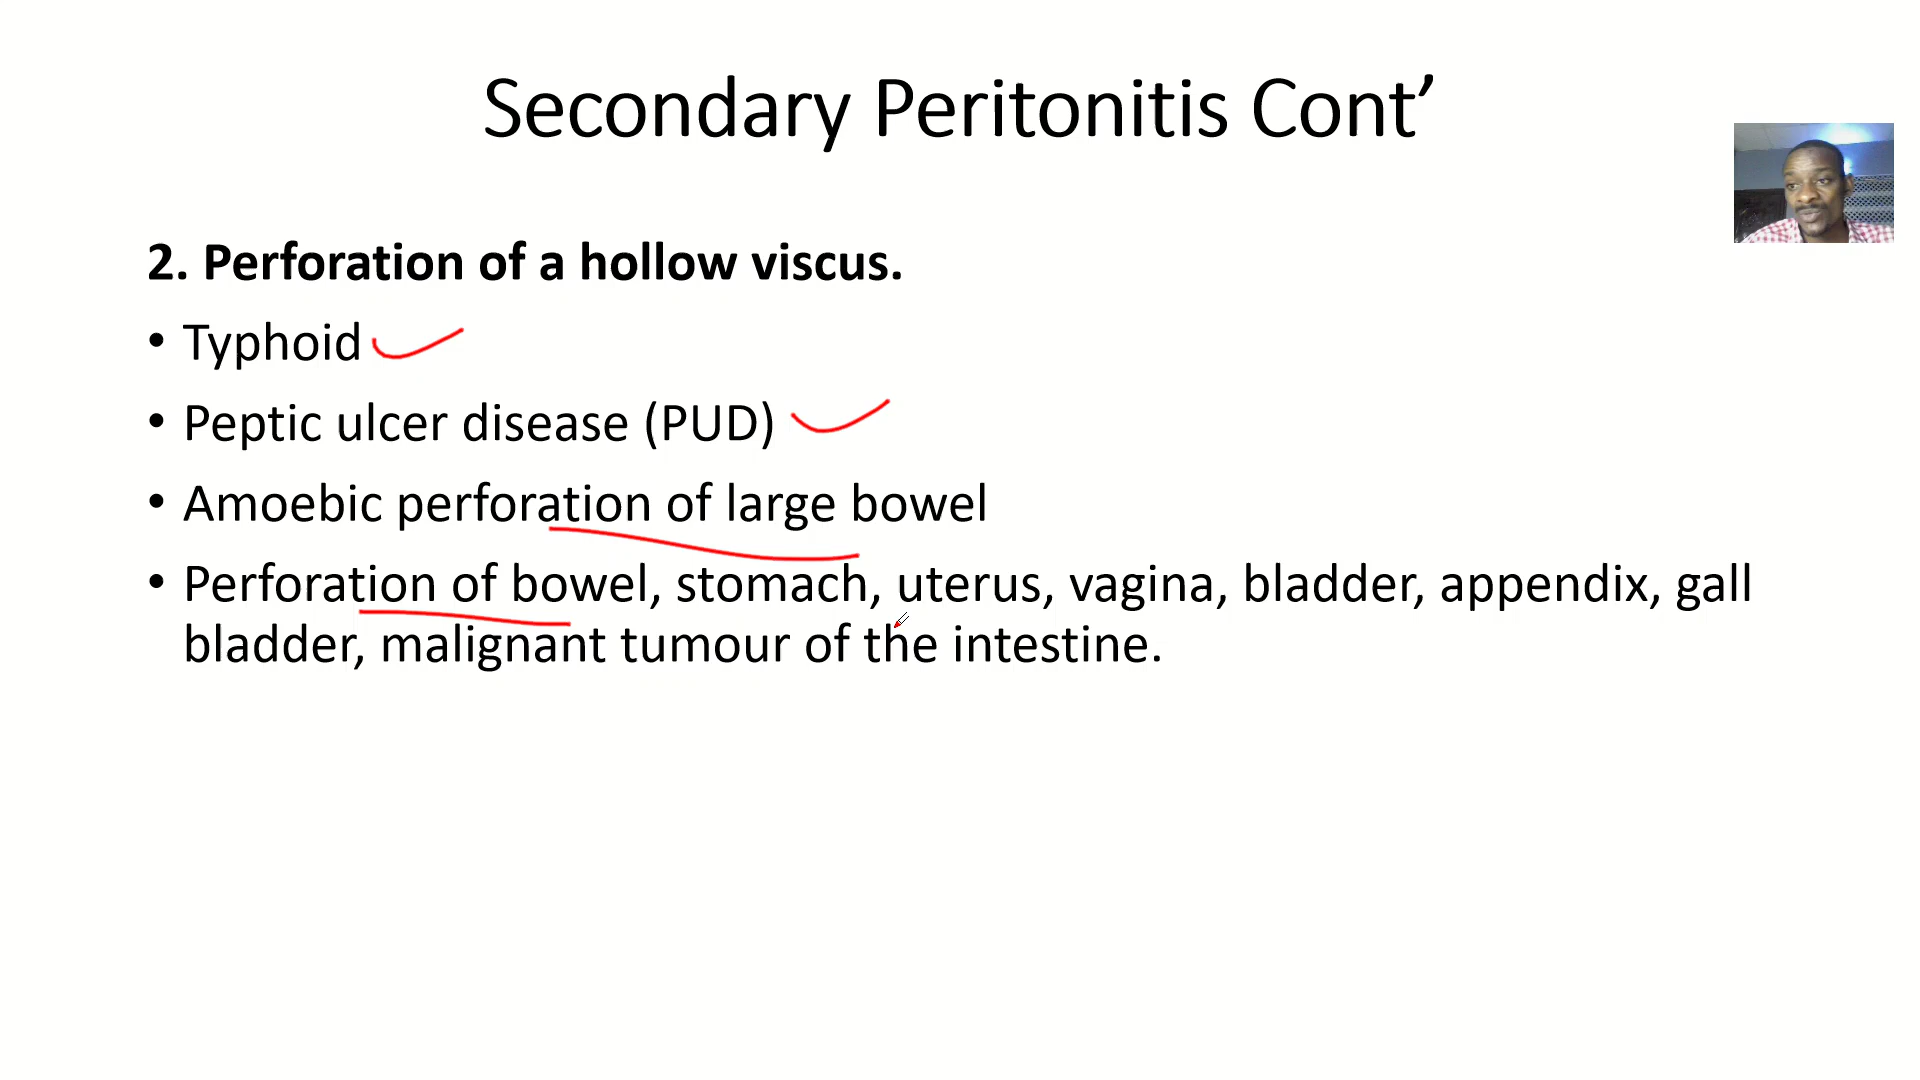 Secondary Peritonitis Cont’
2. Perforation of a hollow viscus.
• Typhoid
• Peptic ulcer disease (PUD)
• Amoebic perforation of large bowel
• Perforation of bowel, stomach, uterus, vagina, bladder, appendix, gall
bladder, malignant tumour of the intestine.